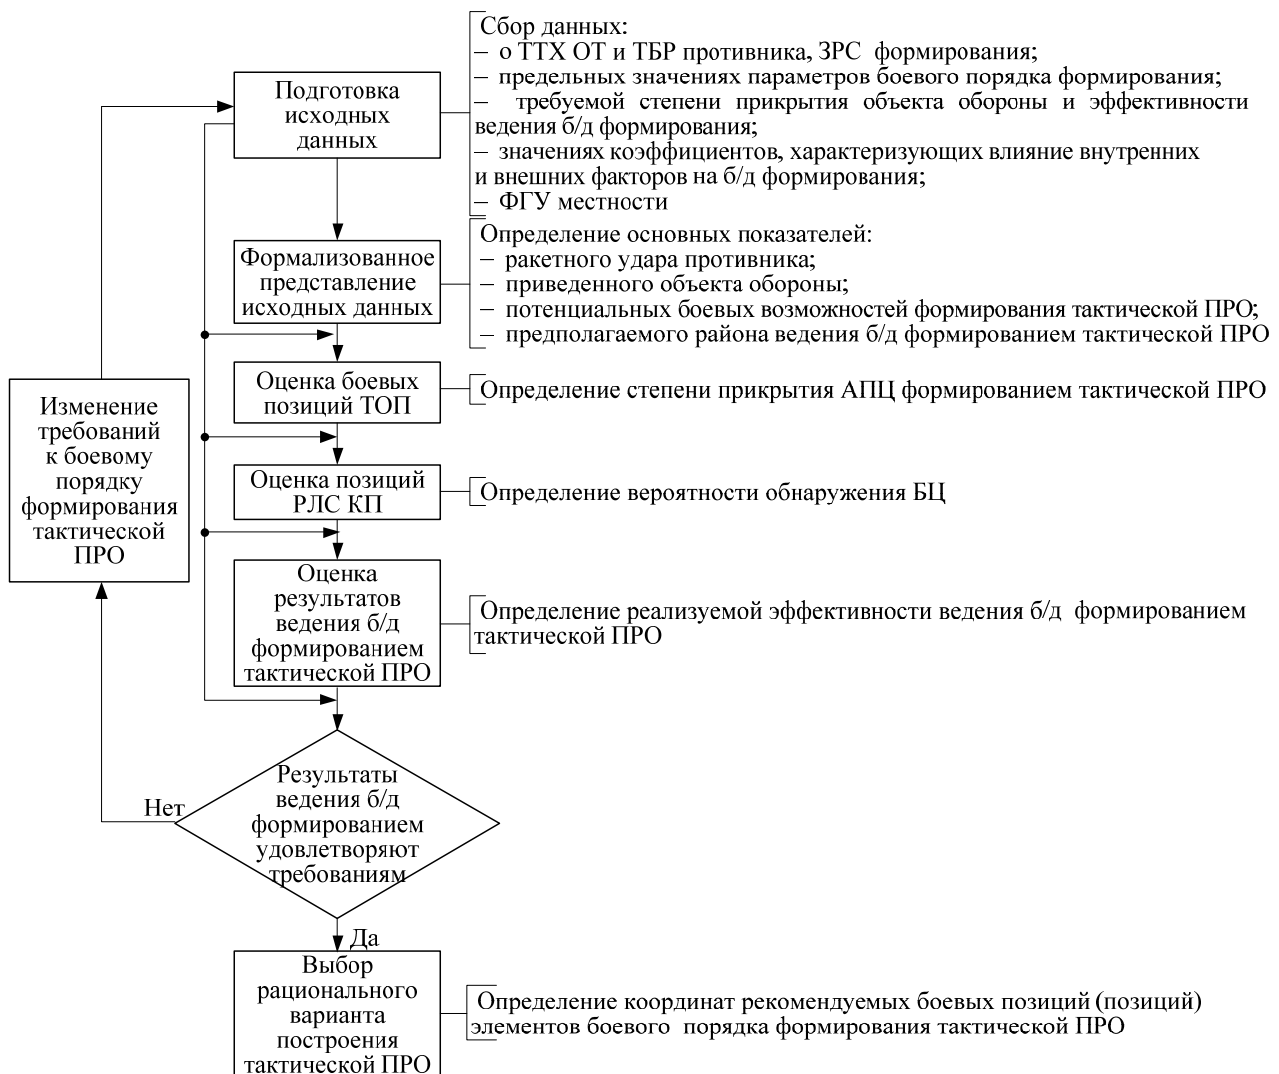 Подготовка
исходных
данных
Сбор данных:
– о ТТХ ОТ и ТБР противника, ЗРС формирования;
– предельных значениях параметров боевого порядка формирования;
– требуемой степени прикрытия объекта обороны и эффективности
ведения б/д формирования;
– значениях коэффициентов, характеризующих влияние внутренних
и внешних факторов на б/д формирования;
– ФГУ местности
Формализованное
представление
исходных данных
Определение основных показателей:
– ракетного удара противника;
– приведенного объекта обороны;
– потенциальных боевых возможностей формирования тактической ПРО;
– предполагаемого района ведения б/д формированием тактической ПРО
Оценка боевых
позиций ТОП
Определение степени прикрытия АПЦ формированием тактической ПРО
Изменение
требований
к боевому
порядку
формирования
тактической
ПРО
Оценка позиций
РЛС КП
Определение вероятности обнаружения БЦ
Оценка
результатов
ведения б/д
формированием
тактической ПРО
Определение реализуемой эффективности ведения б/д формированием
тактической ПРО
Результаты
ведения б/д
формированием
удовлетворяют
требованиям
Нет
Да
Выбор
рационального
варианта
построения
тактической ПРО
Определение координат рекомендуемых боевых позиций (позиций)
элементов боевого порядка формирования тактической ПРО